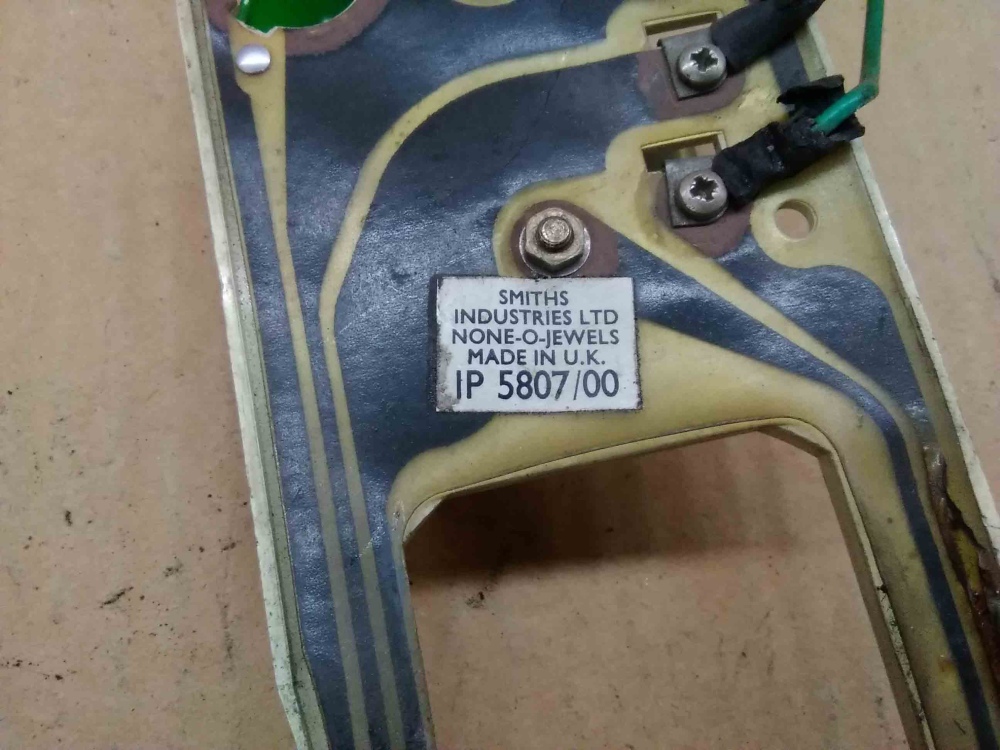 SMITHS
INDUSTRIES LTD
NONE-O-JEWELS
MADE IN U.K.
IP 5807/00